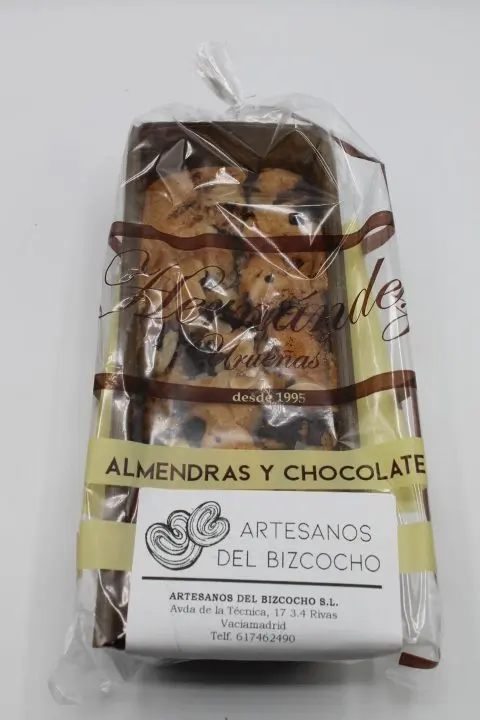 Hernández
Urueñas
desde 1995
ALMENDRAS Y CHOCOLATE
ARTESANOS
DEL BIZCOCHO
ARTESANOS DEL BIZCOCHO S.L.
Avda de la Técnica, 17 3.4 Rivas
Vaciamadrid
Telf. 617462490